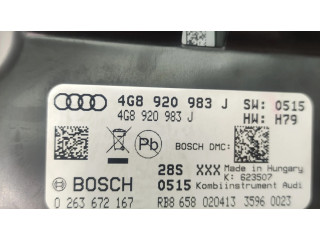 4G8 920 983 J SW: 0515
4G8 920 983 J HW: H79
Pb BOSCH DMC:
28S XXX Made in Hungary
K: 623507
BOSCH 0515 Kombiinstrument Audi
0 263 672 167 RB8 658 020413 3596 0023